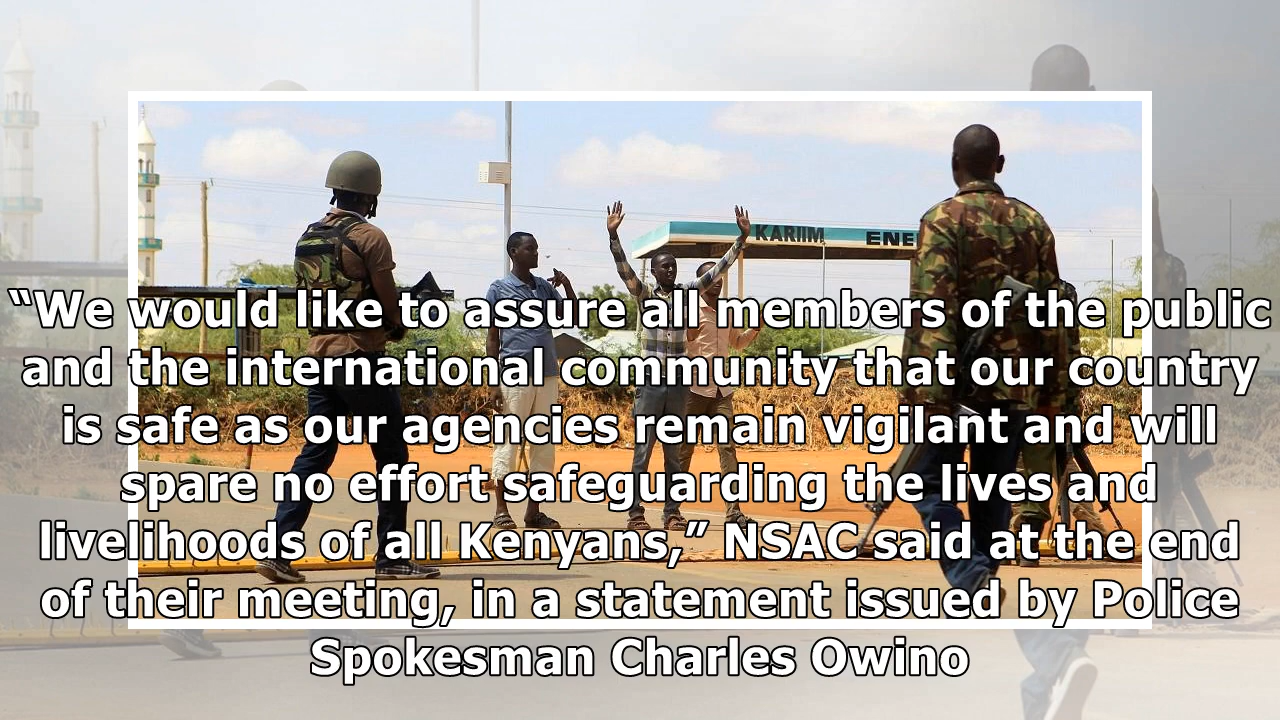 KARIIM ENE
“We would like to assure all members of the public
and the international community that our country
is safe as our agencies remain vigilant and will
spare no effort safeguarding the lives and
livelihoods of all Kenyans,” NSAC said at the end
of their meeting, in a statement issued by Police
Spokesman Charles Owino